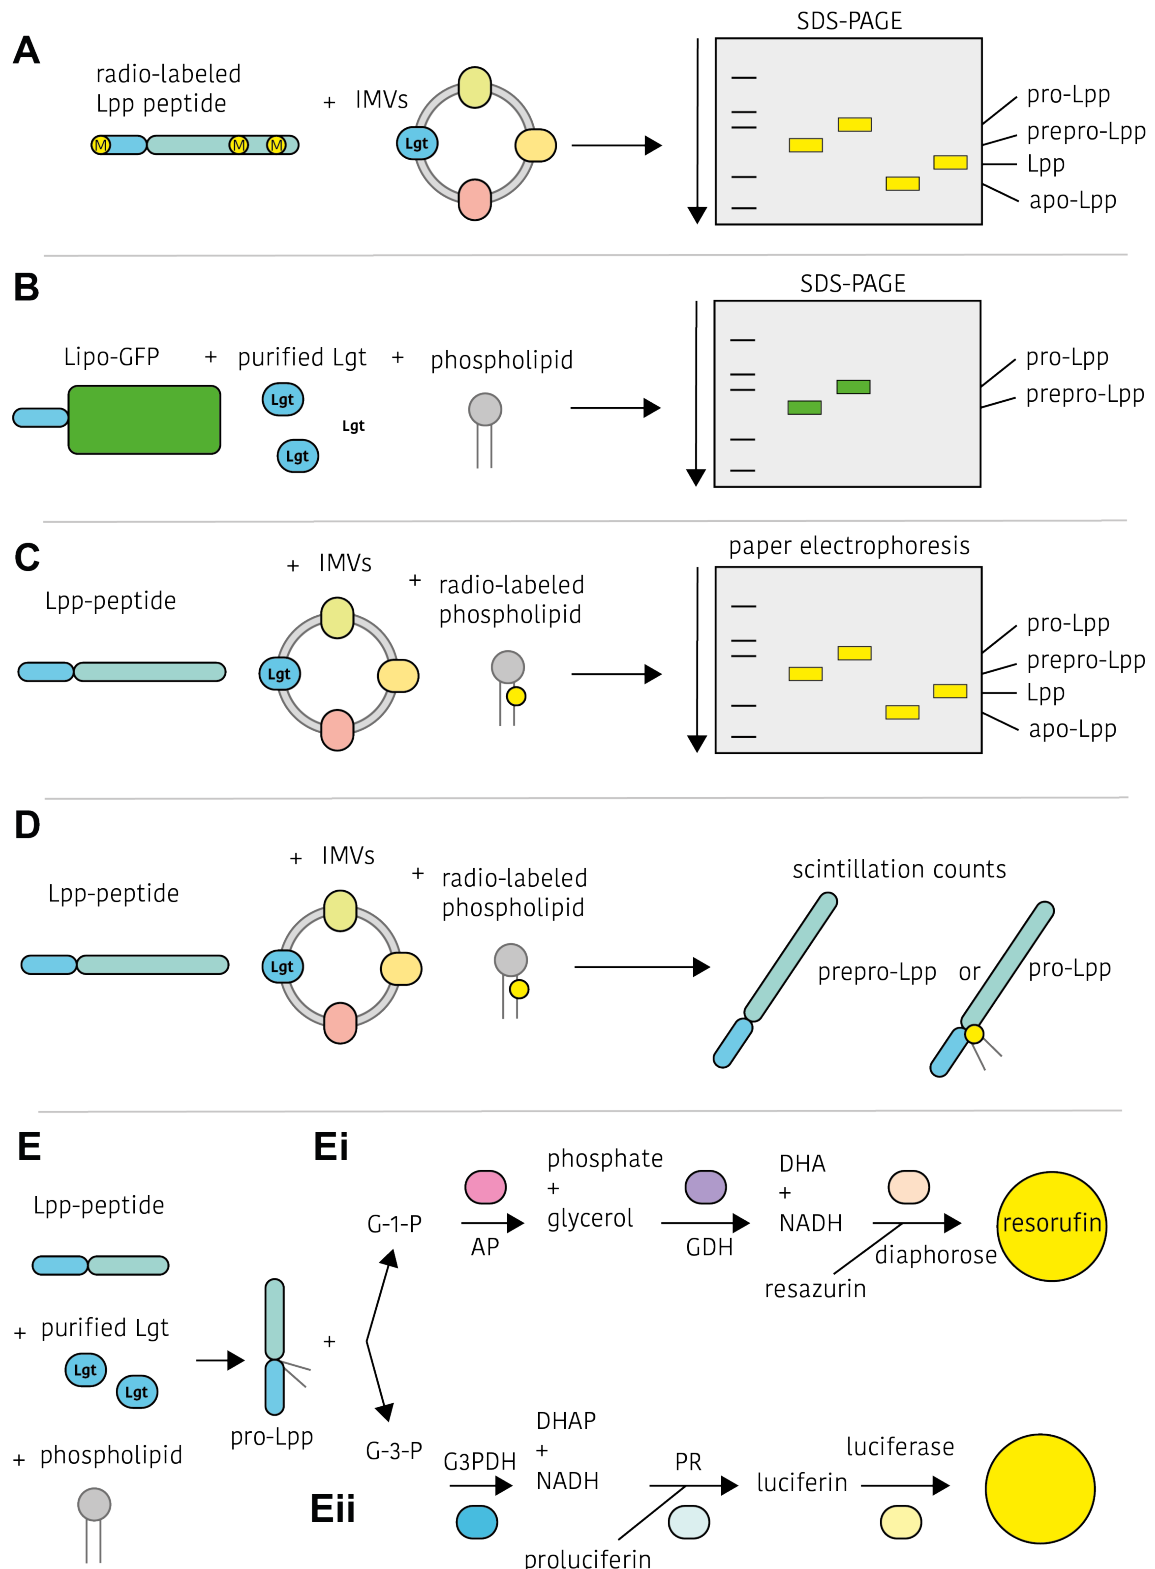 A
SDS-PAGE
radio-labeled
Lpp peptide
+ IMVs
M
M
M
Lgt
pro-Lpp
prepro-Lpp
Lpp
apo-Lpp
B
SDS-PAGE
Lipo-GFP + purified Lgt + phospholipid
Lgt
Lgt
Lgt
pro-Lpp
prepro-Lpp
C
paper electrophoresis
Lpp-peptide
+ IMVs
+ radio-labeled
phospholipid
Lgt
pro-Lpp
prepro-Lpp
Lpp
apo-Lpp
D
Lpp-peptide
+ IMVs
+ radio-labeled
phospholipid
Lgt
scintillation counts
prepro-Lpp or pro-Lpp
E
Lpp-peptide
+ purified Lgt
Lgt
Lgt
+ phospholipid
pro-Lpp
+
Ei
G-1-P
AP
phosphate
+
glycerol
GDH
DHA
+
NADH
diaphorose
resazurin
resorufin
G-3-P
Eii
G3PDH
DHAP
+
NADH
PR
proluciferin
luciferin
luciferase